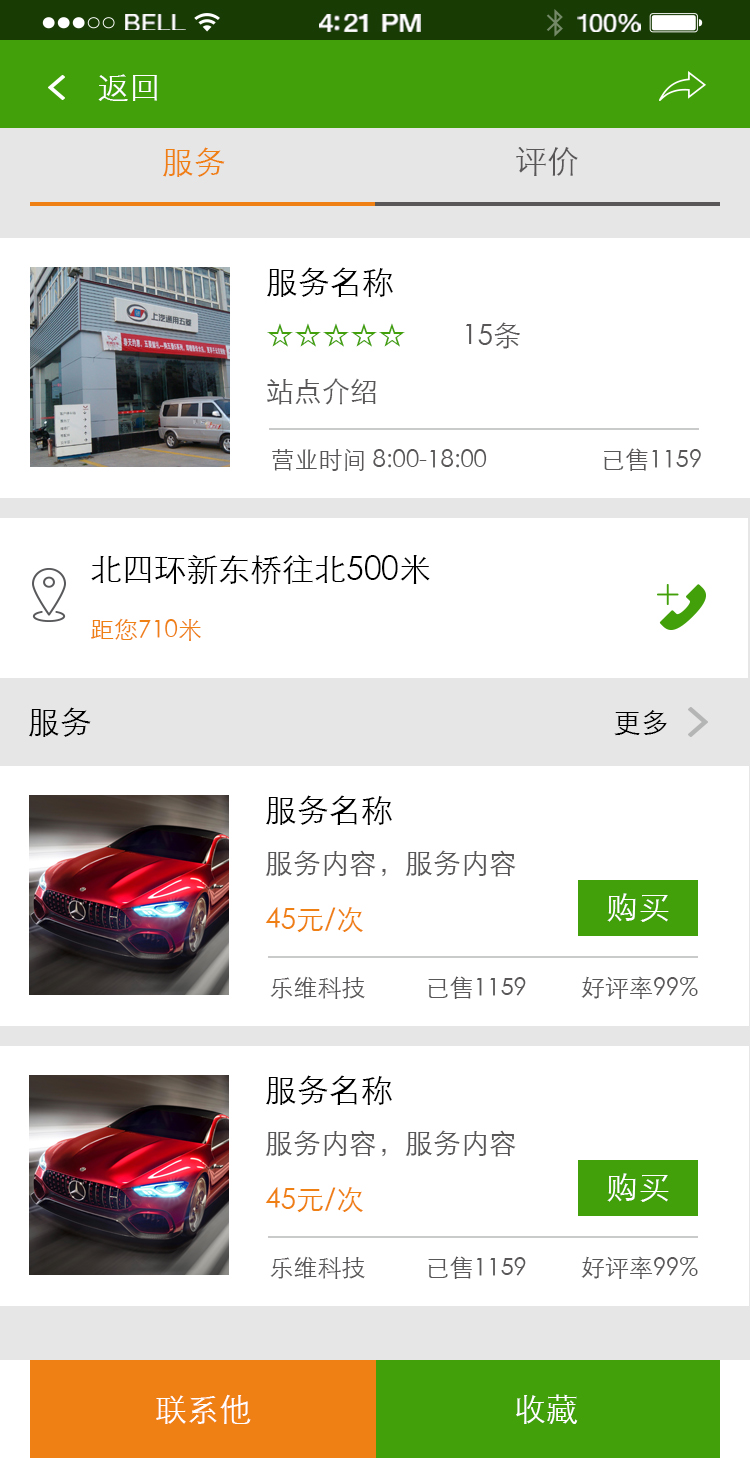 BELL 4:21 PM 100%
返回
服务 评价
服务名称
上汽通用五菱
☆☆☆☆☆ 15条
站点介绍
营业时间 8:00-18:00 已售1159
北四环新东桥往北500米
距您710米
服务 更多
服务名称
服务内容，服务内容
45元/次 购买
乐维科技 已售1159 好评率99%
服务名称
服务内容，服务内容
45元/次 购买
乐维科技 已售1159 好评率99%
联系他 收藏